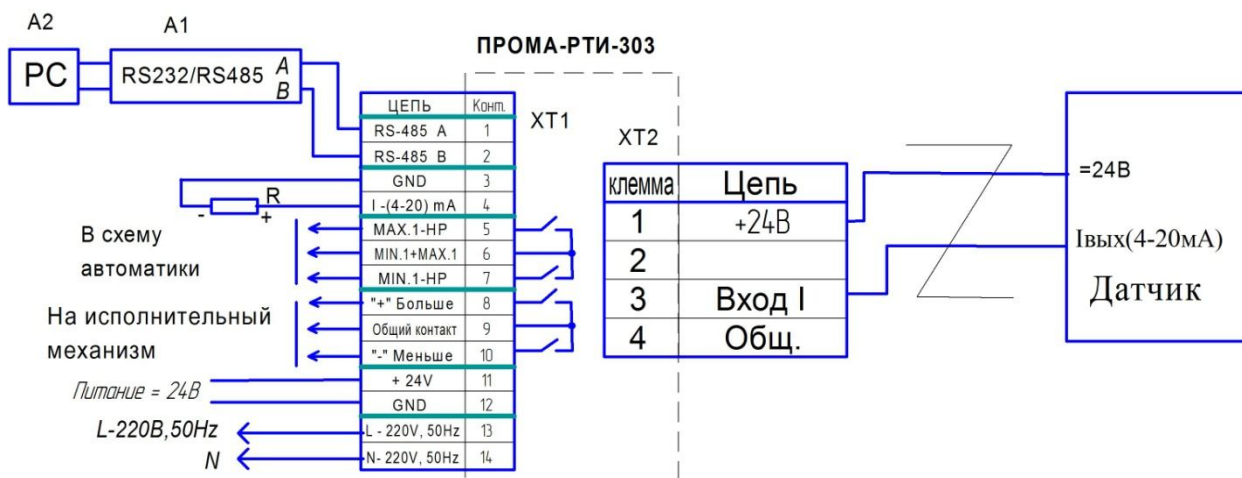 A2
A1
ПРОМА-РТИ-303
PC
RS232/RS485
A
B
ЦЕПЬ Конт.
RS-485 A 1
RS-485 B 2
GND 3
I -(4-20) mA 4
MAX.1-HP 5
MIN.1+MAX.1 6
MIN.1-HP 7
"+" Больше 8
Общий контакт 9
"-" Меньше 10
+ 24V 11
GND 12
L - 220V, 50Hz 13
N- 220V, 50Hz 14
XT1
R
- +
В схему
автоматики
На исполнительный
механизм
Питание = 24В
L-220В,50Hz
N
XT2
клемма Цепь
1 +24В
2
3 Вход I
4 Общ.
=24В
Iвых(4-20мА)
Датчик